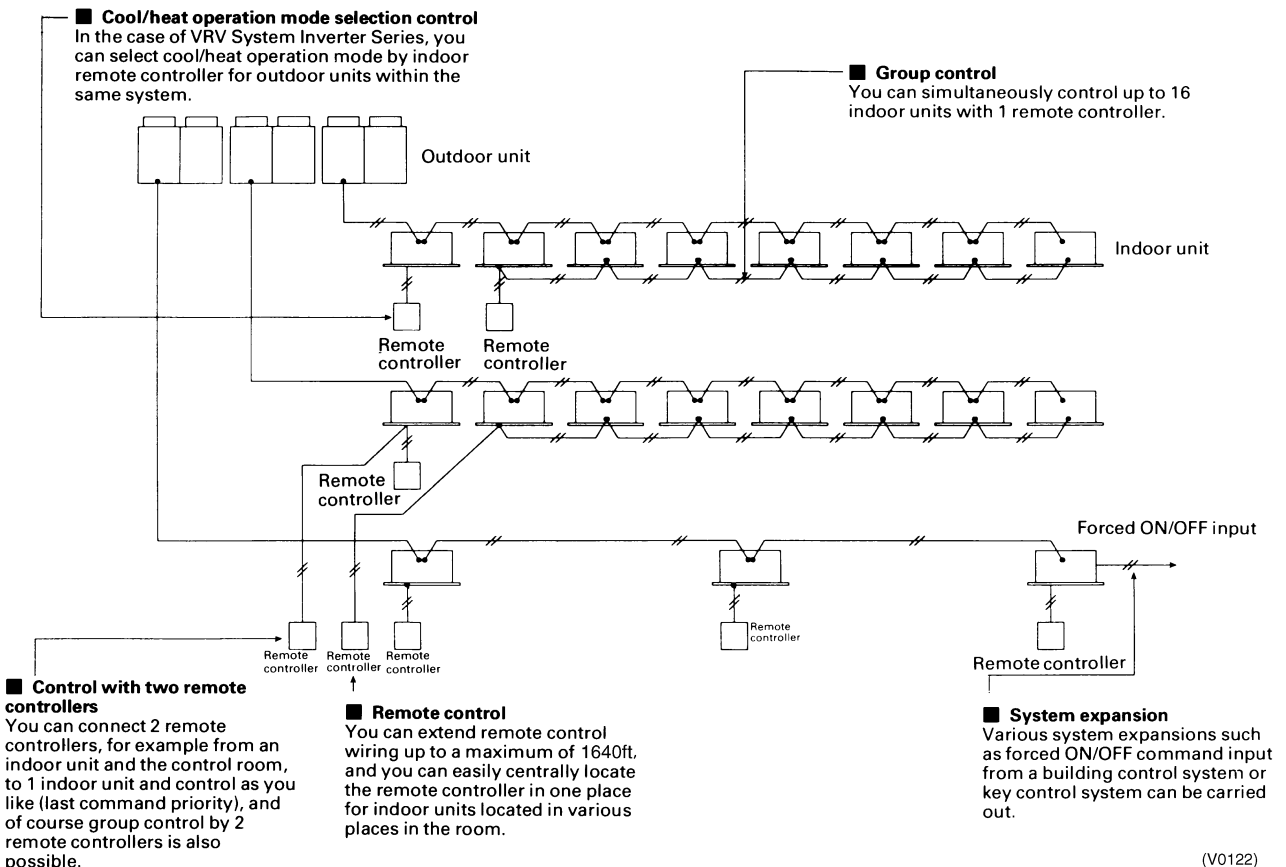 ■ Cool/heat operation mode selection control
In the case of VRV System Inverter Series, you
can select cool/heat operation mode by indoor
remote controller for outdoor units within the
same system.
■ Group control
You can simultaneously control up to 16
indoor units with 1 remote controller.
Outdoor unit
Indoor unit
Remote
controller
Remote
controller
Remote
controller
Forced ON/OFF input
Remote
controller
Remote
controller
Remote
controller
Remote
controller
Remote controller
■ Control with two remote
controllers
You can connect 2 remote
controllers, for example from an
indoor unit and the control room,
to 1 indoor unit and control as you
like (last command priority), and
of course group control by 2
remote controllers is also
possible.
■ Remote control
You can extend remote control
wiring up to a maximum of 1640ft,
and you can easily centrally locate
the remote controller in one place
for indoor units located in various
places in the room.
■ System expansion
Various system expansions such
as forced ON/OFF command input
from a building control system or
key control system can be carried
out.
(V0122)